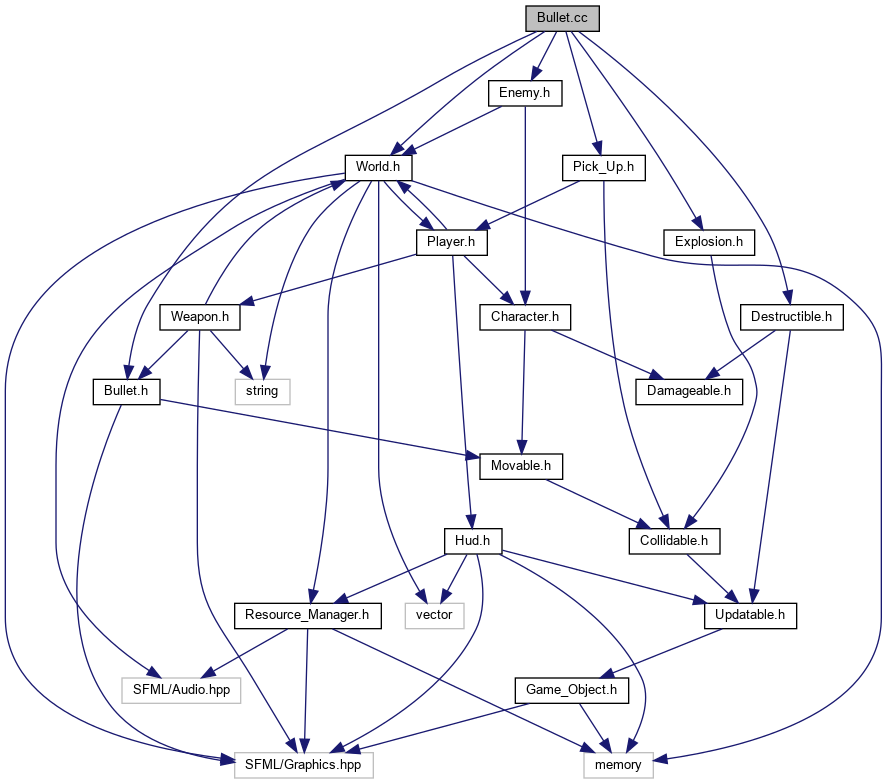 Bullet.cc
Enemy.h
World.h
Pick_Up.h
Player.h
Explosion.h
Weapon.h
Character.h
Destructible.h
Bullet.h
string
Damageable.h
Movable.h
Hud.h
Collidable.h
Resource_Manager.h
vector
Updatable.h
SFML/Audio.hpp
Game_Object.h
SFML/Graphics.hpp
memory